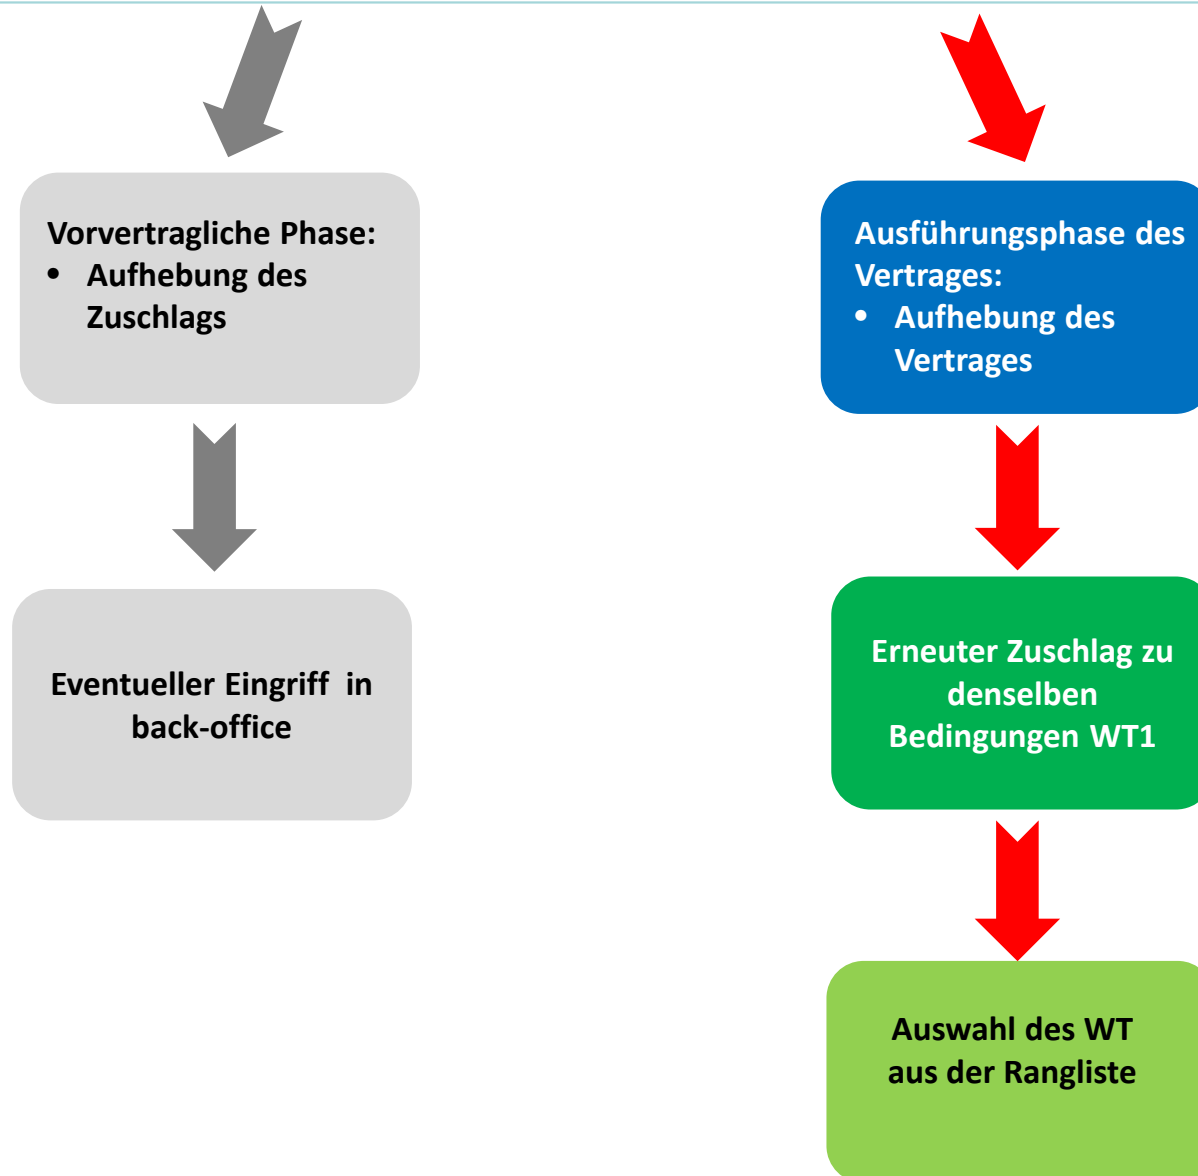 Vorvertragliche Phase:
• Aufhebung des
Zuschlags
Eventueller Eingriff in
back-office
Ausführungsphase des
Vertrages:
• Aufhebung des
Vertrages
Erneuter Zuschlag zu
denselben
Bedingungen WT1
Auswahl des WT
aus der Rangliste